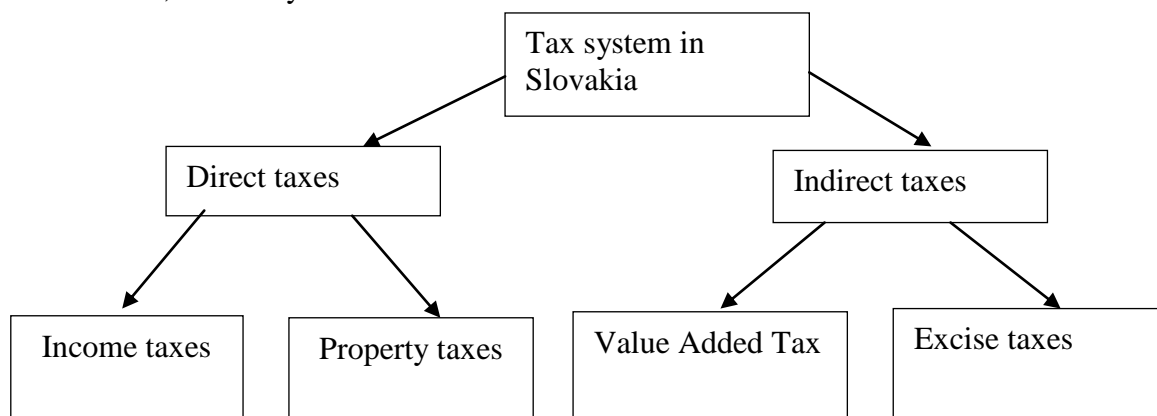 Tax system in
Slovakia
Direct taxes
Indirect taxes
Income taxes
Property taxes
Value Added Tax
Excise taxes